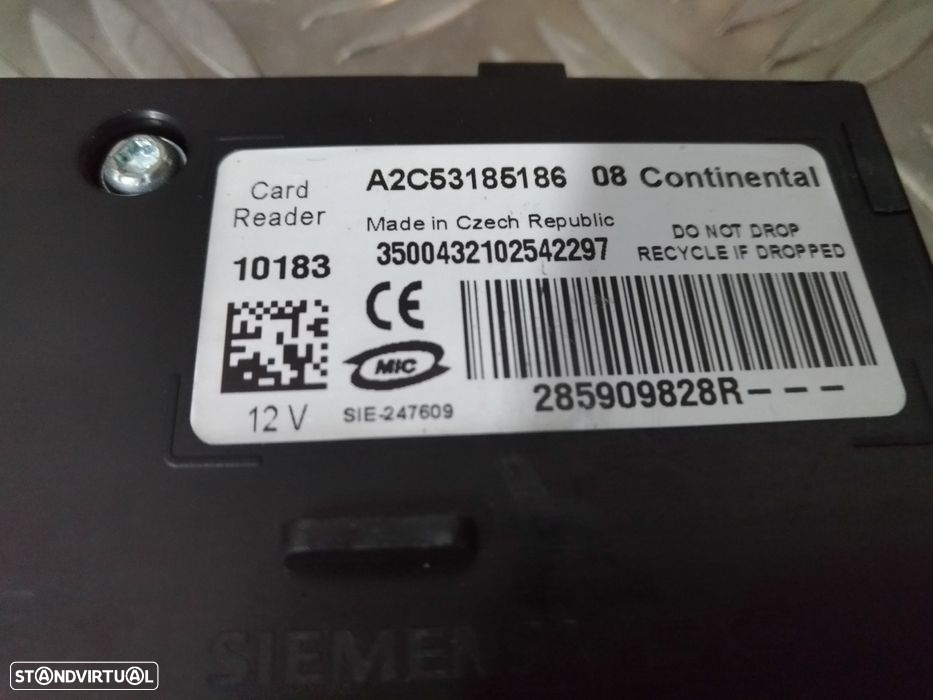 Card
Reader
10183
12 V
A2C53185186 08 Continental
Made in Czech Republic
3500432102542297
DO NOT DROP
RECYCLE IF DROPPED
CE
MIC
SIE-247609
285909828R---
SIEMENS
STANDVIRTUAL